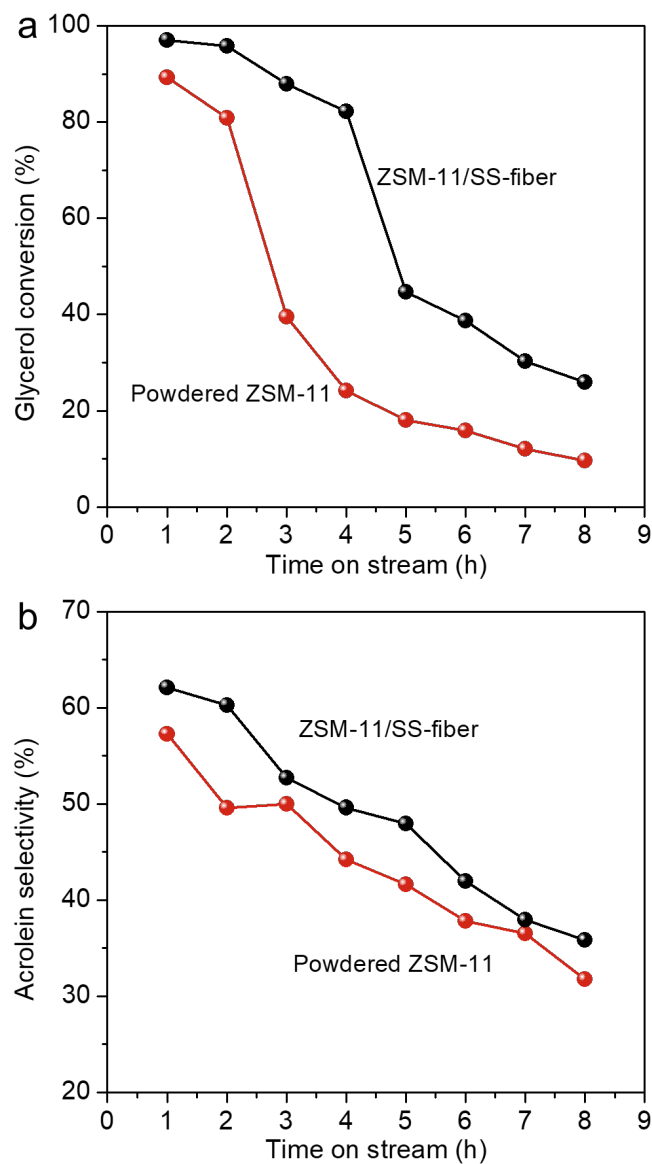 a
100
80
60
40
20
0
Glycerol conversion (%)
ZSM-11/SS-fiber
Powdered ZSM-11
0 1 2 3 4 5 6 7 8 9
Time on stream (h)
b
70
60
50
40
30
20
Acrolein selectivity (%)
ZSM-11/SS-fiber
Powdered ZSM-11
0 1 2 3 4 5 6 7 8 9
Time on stream (h)